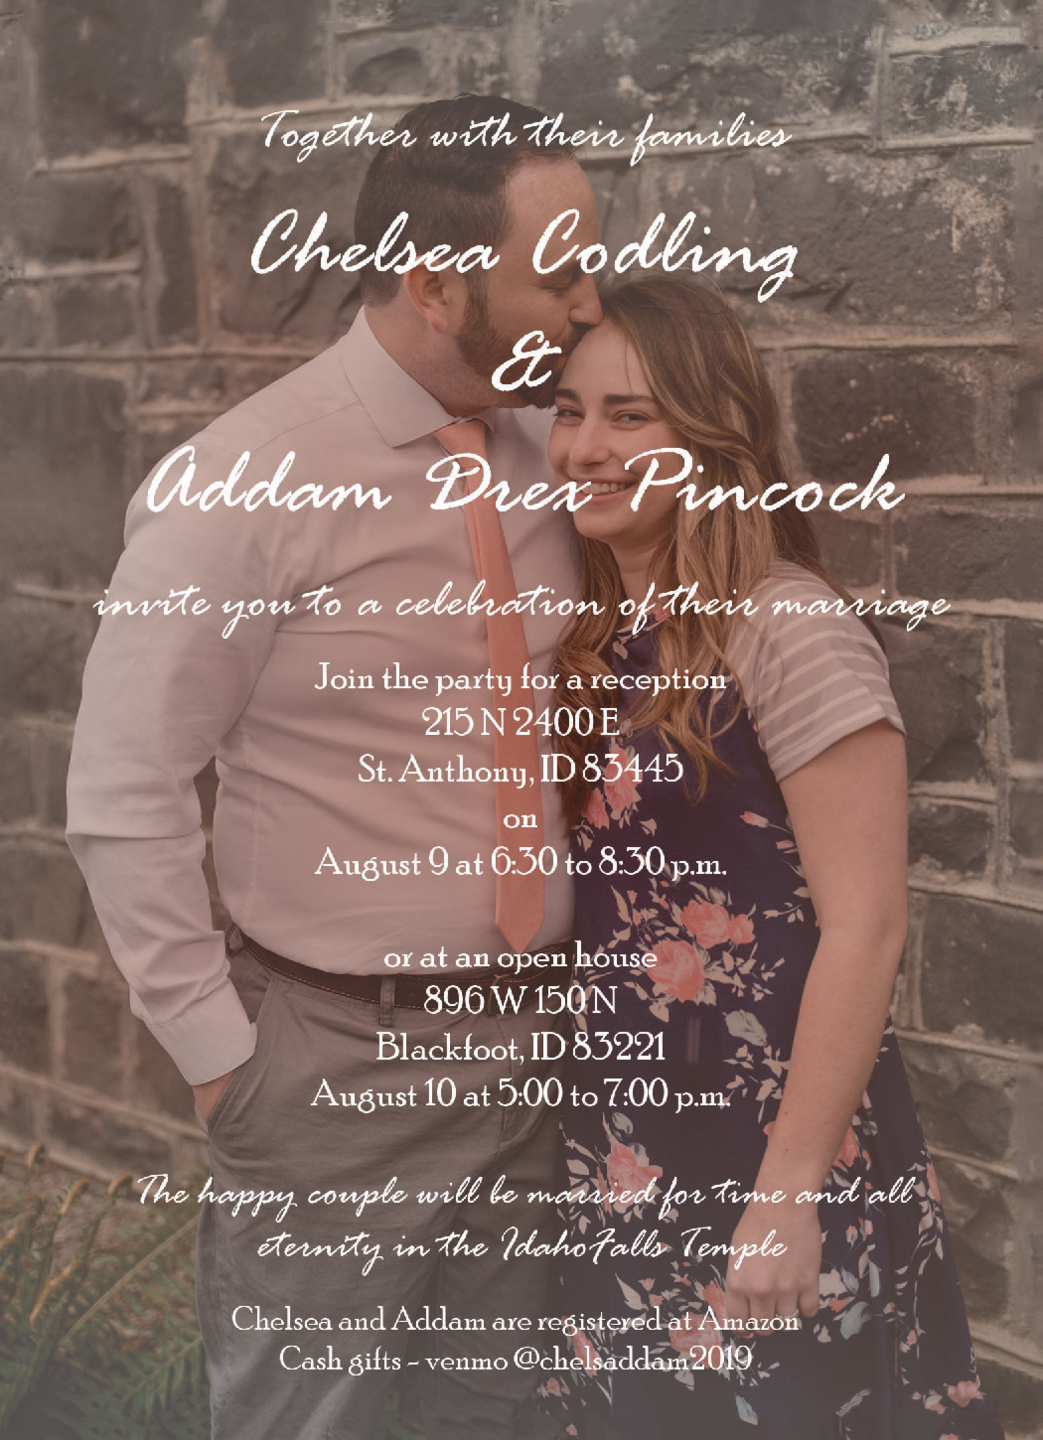 Together with their families
Chelsea Codling
&
Addam Drex Pincock
invite you to a celebration of their marriage
Join the party for a reception
215 N 2400 E
St. Anthony, ID 83445
on
August 9 at 6:30 to 8:30 p.m.
or at an open house
896 W 150 N
Blackfoot, ID 83221
August 10 at 5:00 to 7:00 p.m.
The happy couple will be married for time and all
eternity in the Idaho Falls Temple
Chelsea and Addam are registered at Amazon
Cash gifts - venmo @chelsaddam2019